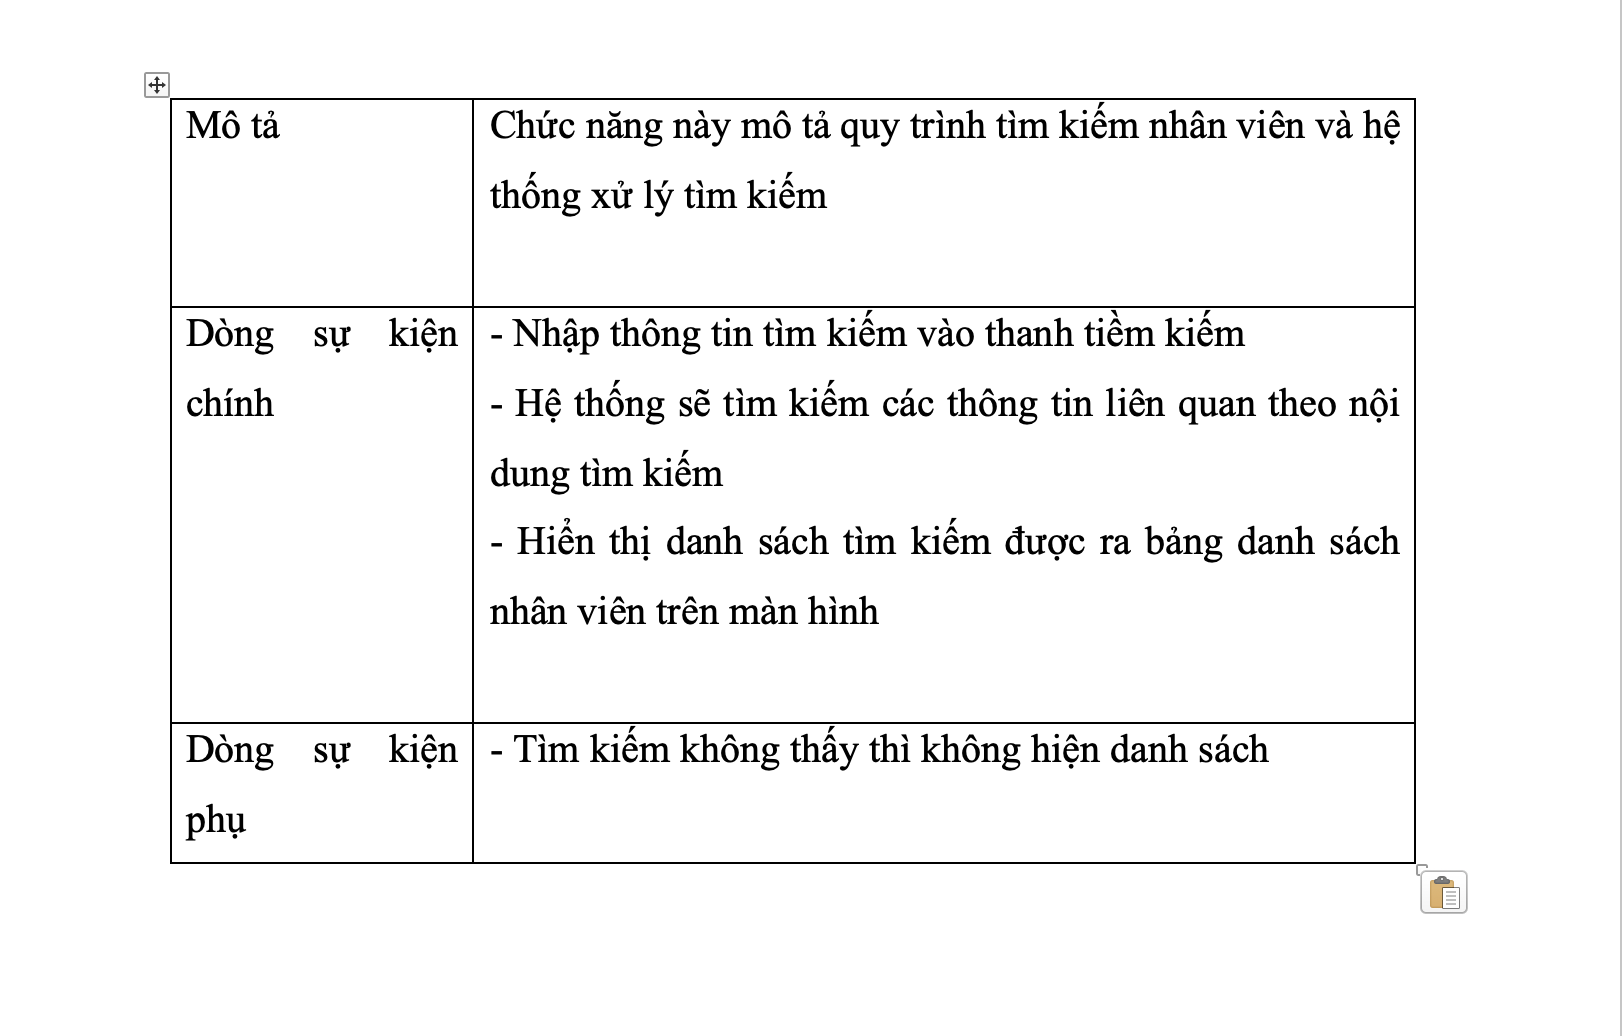 Mô tả
Chức năng này mô tả quy trình tìm kiếm nhân viên và hệ
thống xử lý tìm kiếm
Dòng sự kiện
chính
- Nhập thông tin tìm kiếm vào thanh tiềm kiếm
- Hệ thống sẽ tìm kiếm các thông tin liên quan theo nội
dung tìm kiếm
- Hiển thị danh sách tìm kiếm được ra bảng danh sách
nhân viên trên màn hình
Dòng sự kiện
phụ
- Tìm kiếm không thấy thì không hiện danh sách